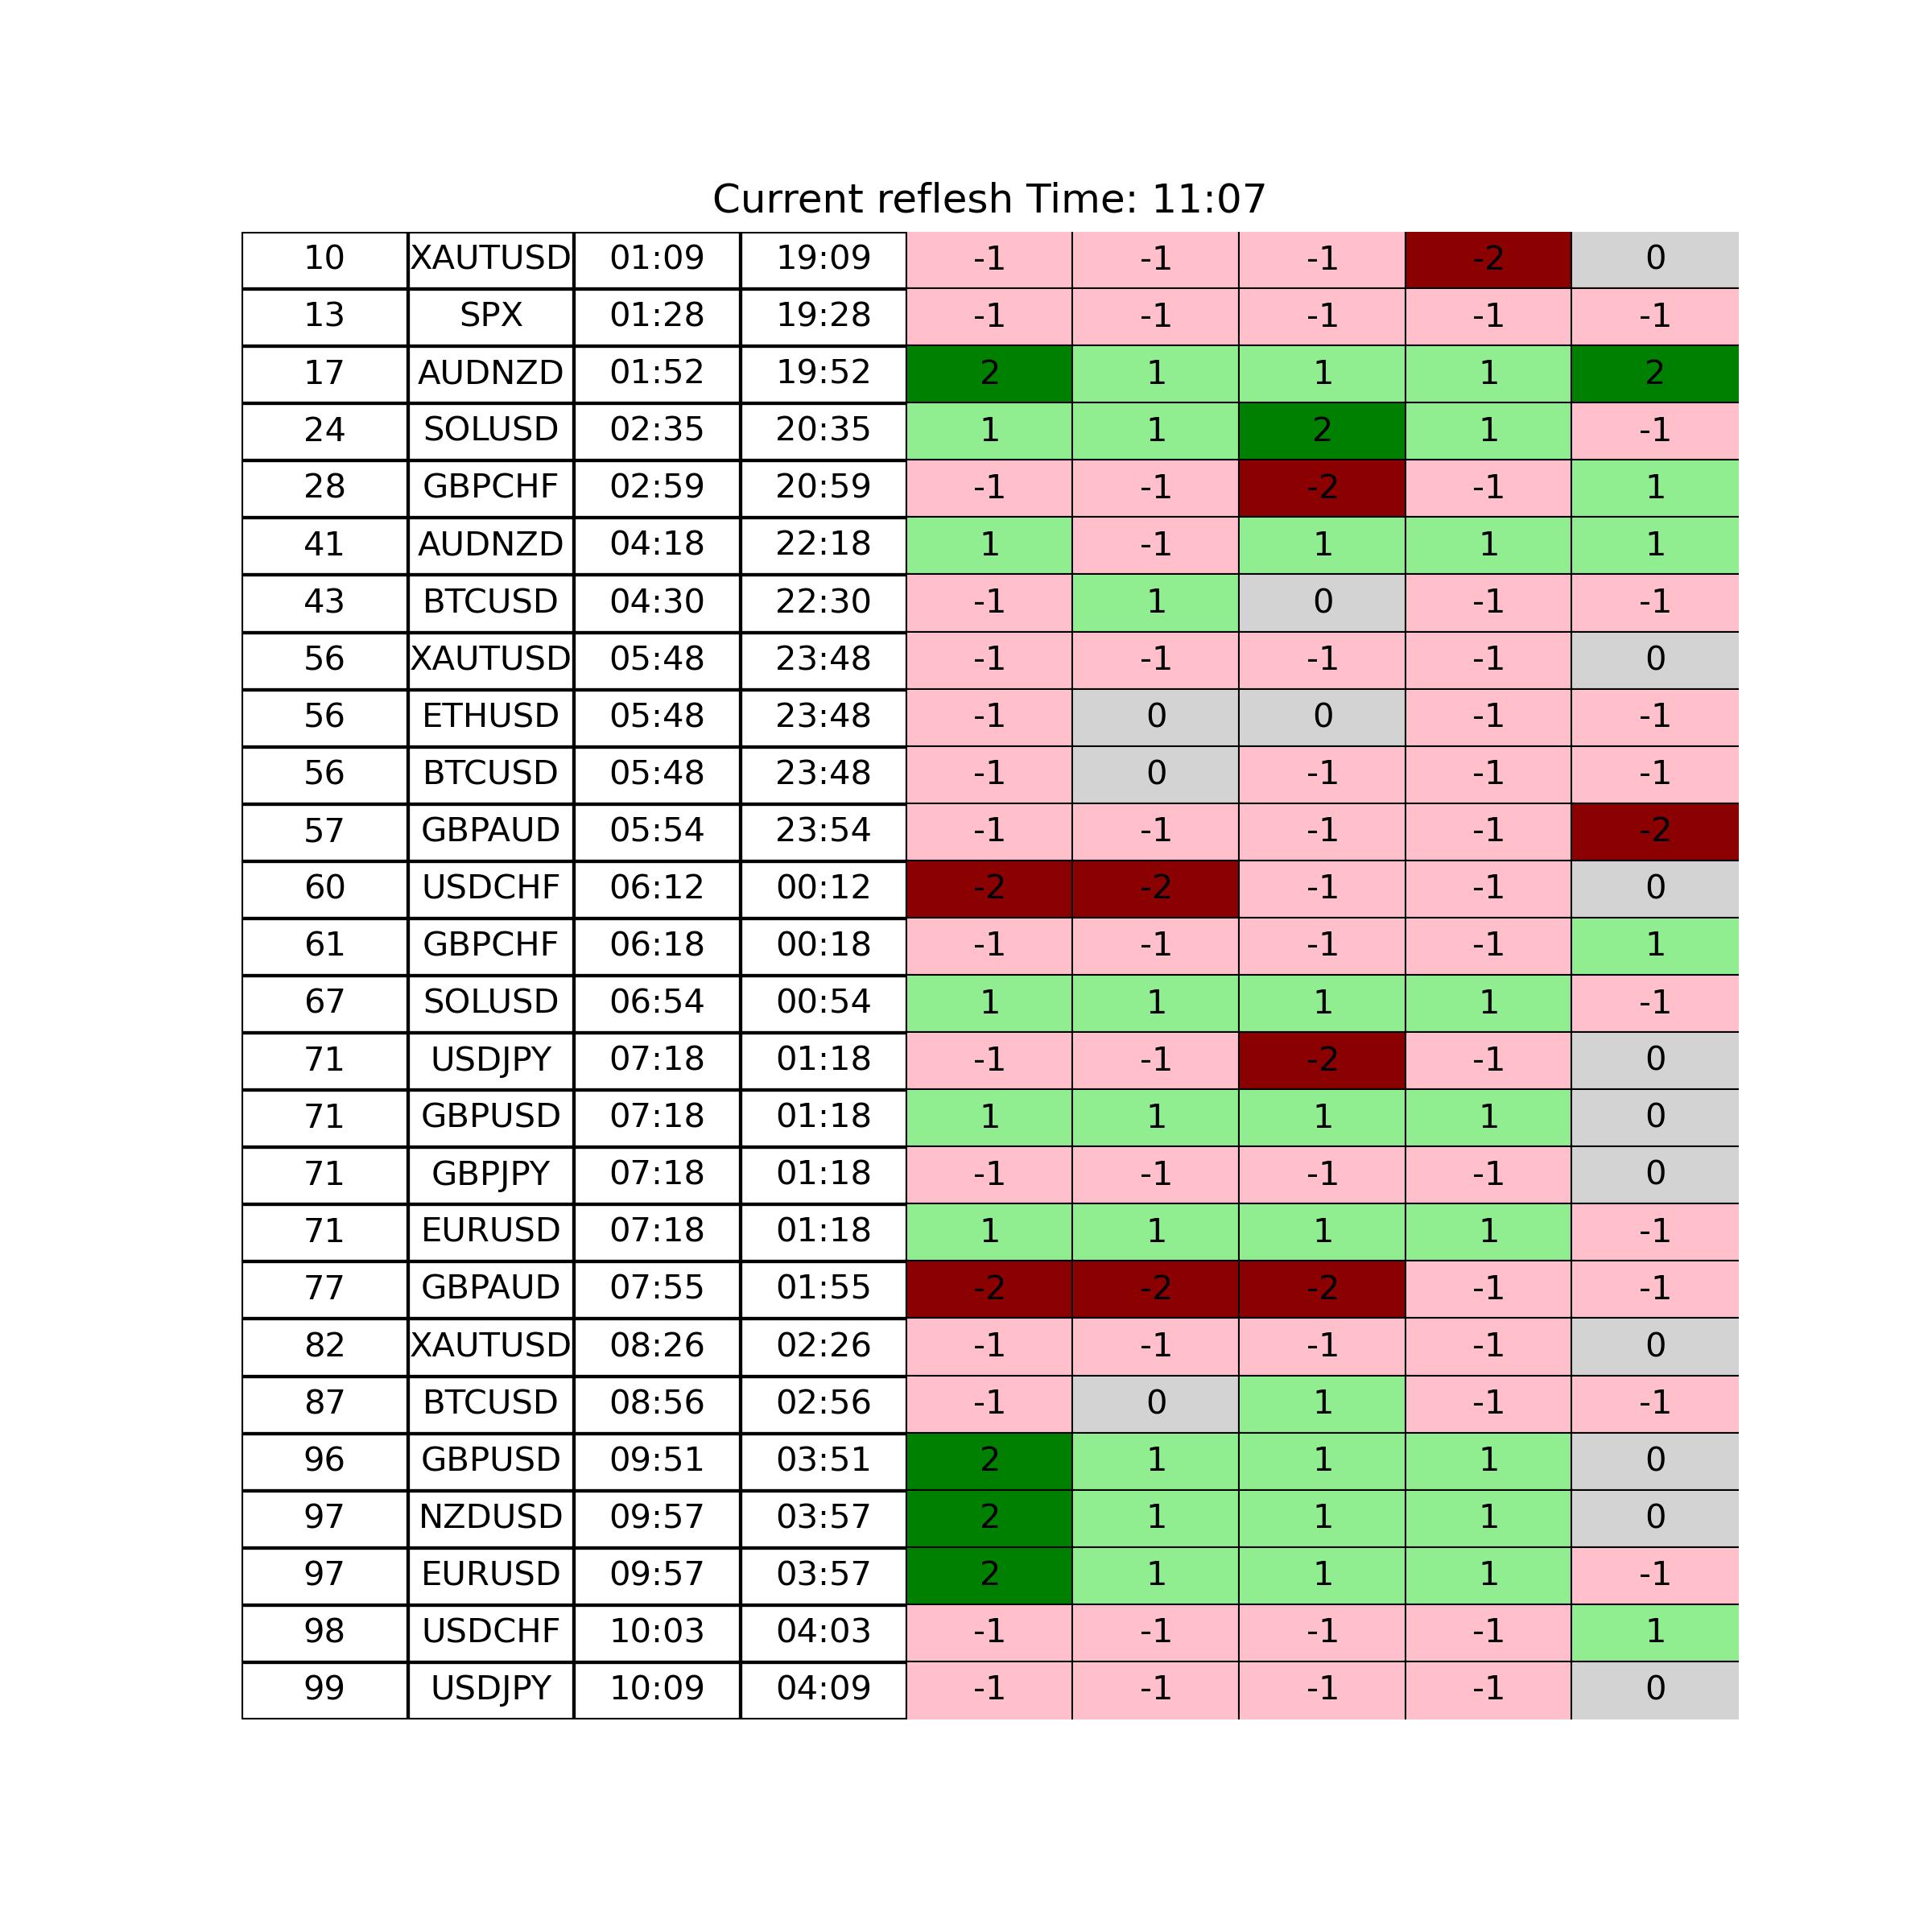 Current reflesh Time: 11:07
10 XAUTUSD 01:09 19:09 -1 -1 -1 -2 0
13 SPX 01:28 19:28 -1 -1 -1 -1 -1
17 AUDNZD 01:52 19:52 2 1 1 1 2
24 SOLUSD 02:35 20:35 1 1 2 1 -1
28 GBPCHF 02:59 20:59 -1 -1 -2 -1 1
41 AUDNZD 04:18 22:18 1 -1 1 1 1
43 BTCUSD 04:30 22:30 -1 1 0 -1 -1
56 XAUTUSD 05:48 23:48 -1 -1 -1 -1 0
56 ETHUSD 05:48 23:48 -1 0 0 -1 -1
56 BTCUSD 05:48 23:48 -1 0 -1 -1 -1
57 GBPAUD 05:54 23:54 -1 -1 -1 -1 -2
60 USDCHF 06:12 00:12 -2 -2 -1 -1 0
61 GBPCHF 06:18 00:18 -1 -1 -1 -1 1
67 SOLUSD 06:54 00:54 1 1 1 1 -1
71 USDJPY 07:18 01:18 -1 -1 -2 -1 0
71 GBPUSD 07:18 01:18 1 1 1 1 0
71 GBPJPY 07:18 01:18 -1 -1 -1 -1 0
71 EURUSD 07:18 01:18 1 1 1 1 -1
77 GBPAUD 07:55 01:55 -2 -2 -2 -1 -1
82 XAUTUSD 08:26 02:26 -1 -1 -1 -1 0
87 BTCUSD 08:56 02:56 -1 0 1 -1 -1
96 GBPUSD 09:51 03:51 2 1 1 1 0
97 NZDUSD 09:57 03:57 2 1 1 1 0
97 EURUSD 09:57 03:57 2 1 1 1 -1
98 USDCHF 10:03 04:03 -1 -1 -1 -1 1
99 USDJPY 10:09 04:09 -1 -1 -1 -1 0